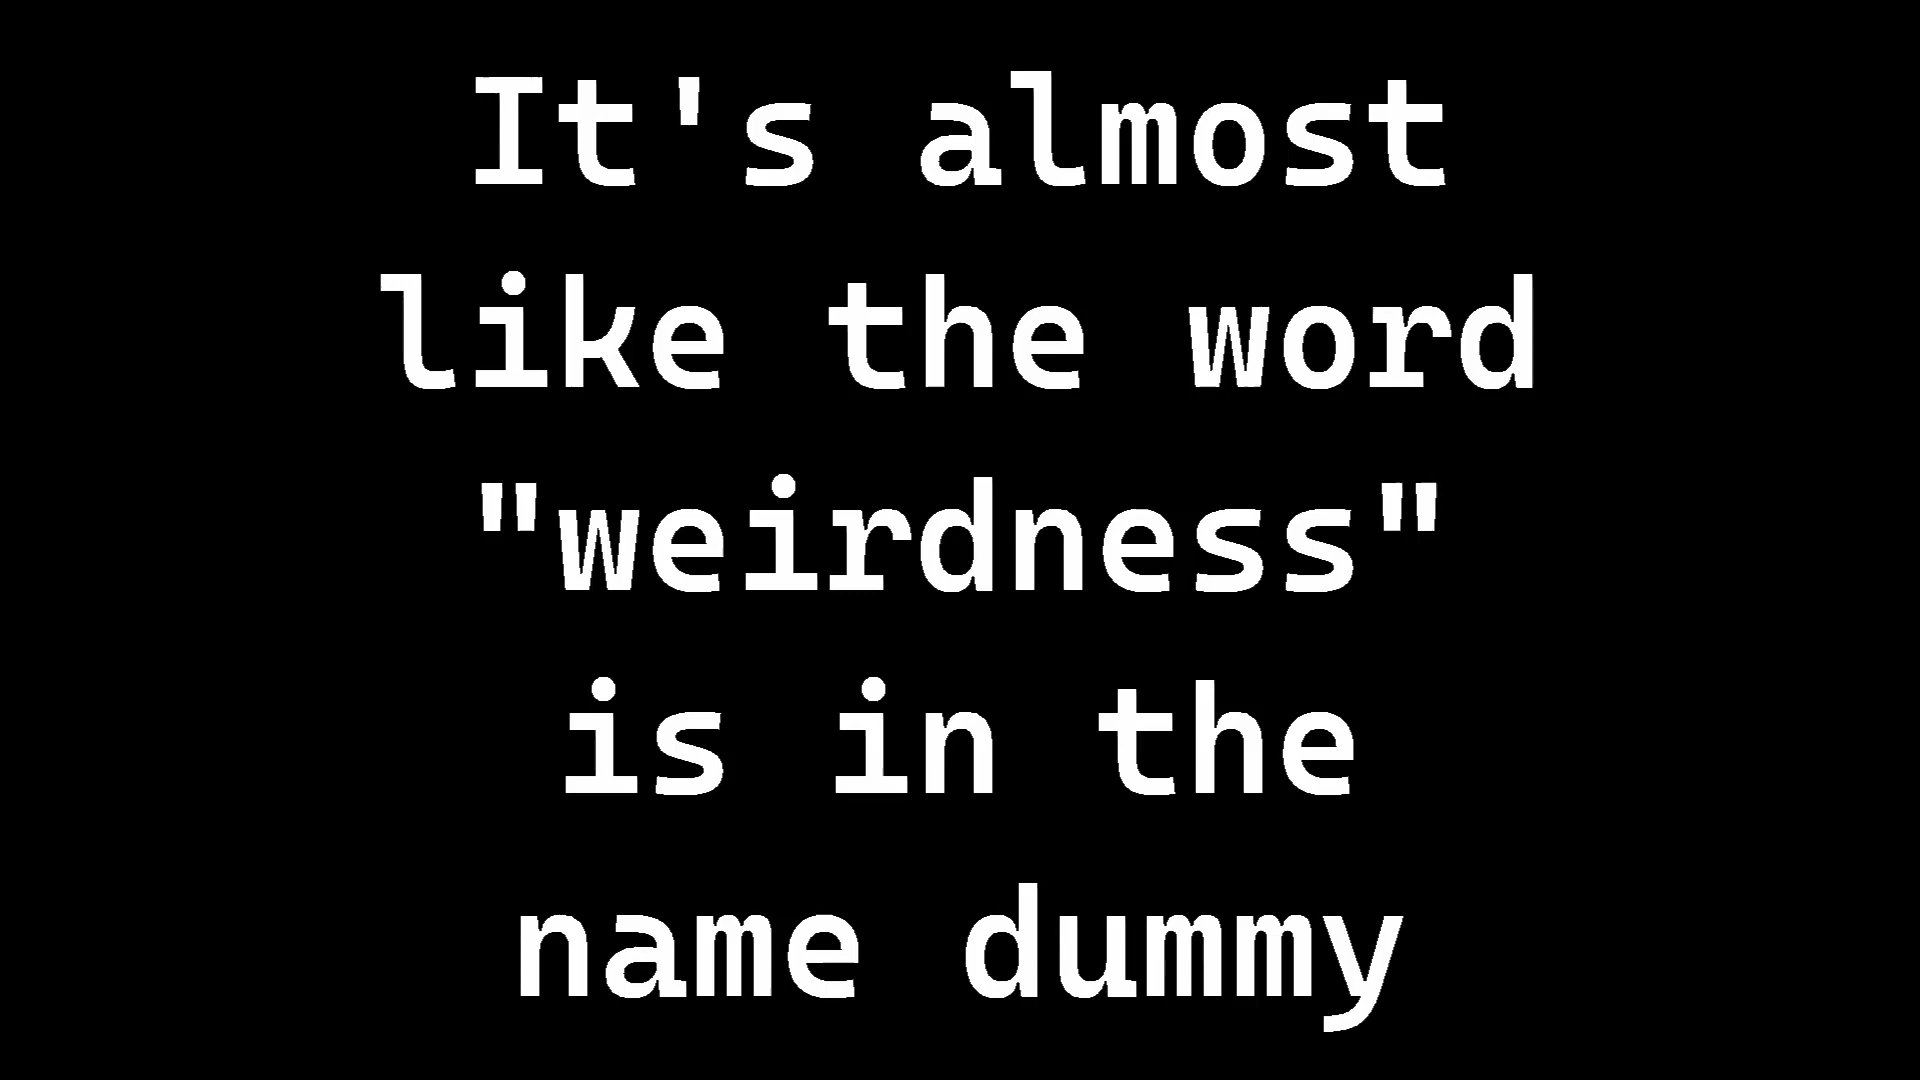 It's almost
like the word
"weirdness"
is in the
name dummy